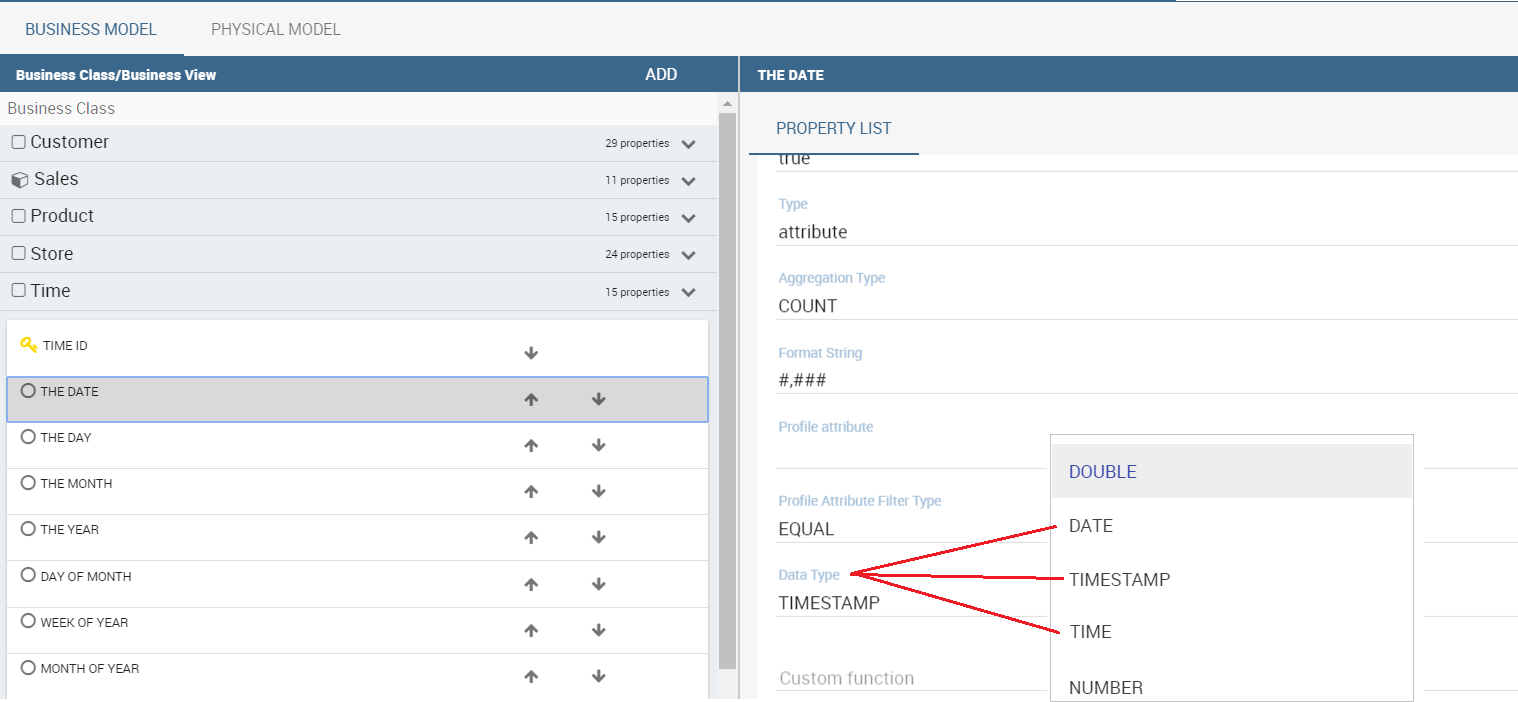 BUSINESS MODEL PHYSICAL MODEL
Business Class/Business View ADD
Business Class
Customer 29 properties
Sales 11 properties
Product 15 properties
Store 24 properties
Time 15 properties
TIME ID
THE DATE
THE DAY
THE MONTH
THE YEAR
DAY OF MONTH
WEEK OF YEAR
MONTH OF YEAR
THE DATE
PROPERTY LIST
true
Type
attribute
Aggregation Type
COUNT
Format String
#,###
Profile attribute
Profile Attribute Filter Type
EQUAL
Data Type
TIMESTAMP
Custom function
DOUBLE
DATE
TIMESTAMP
TIME
NUMBER